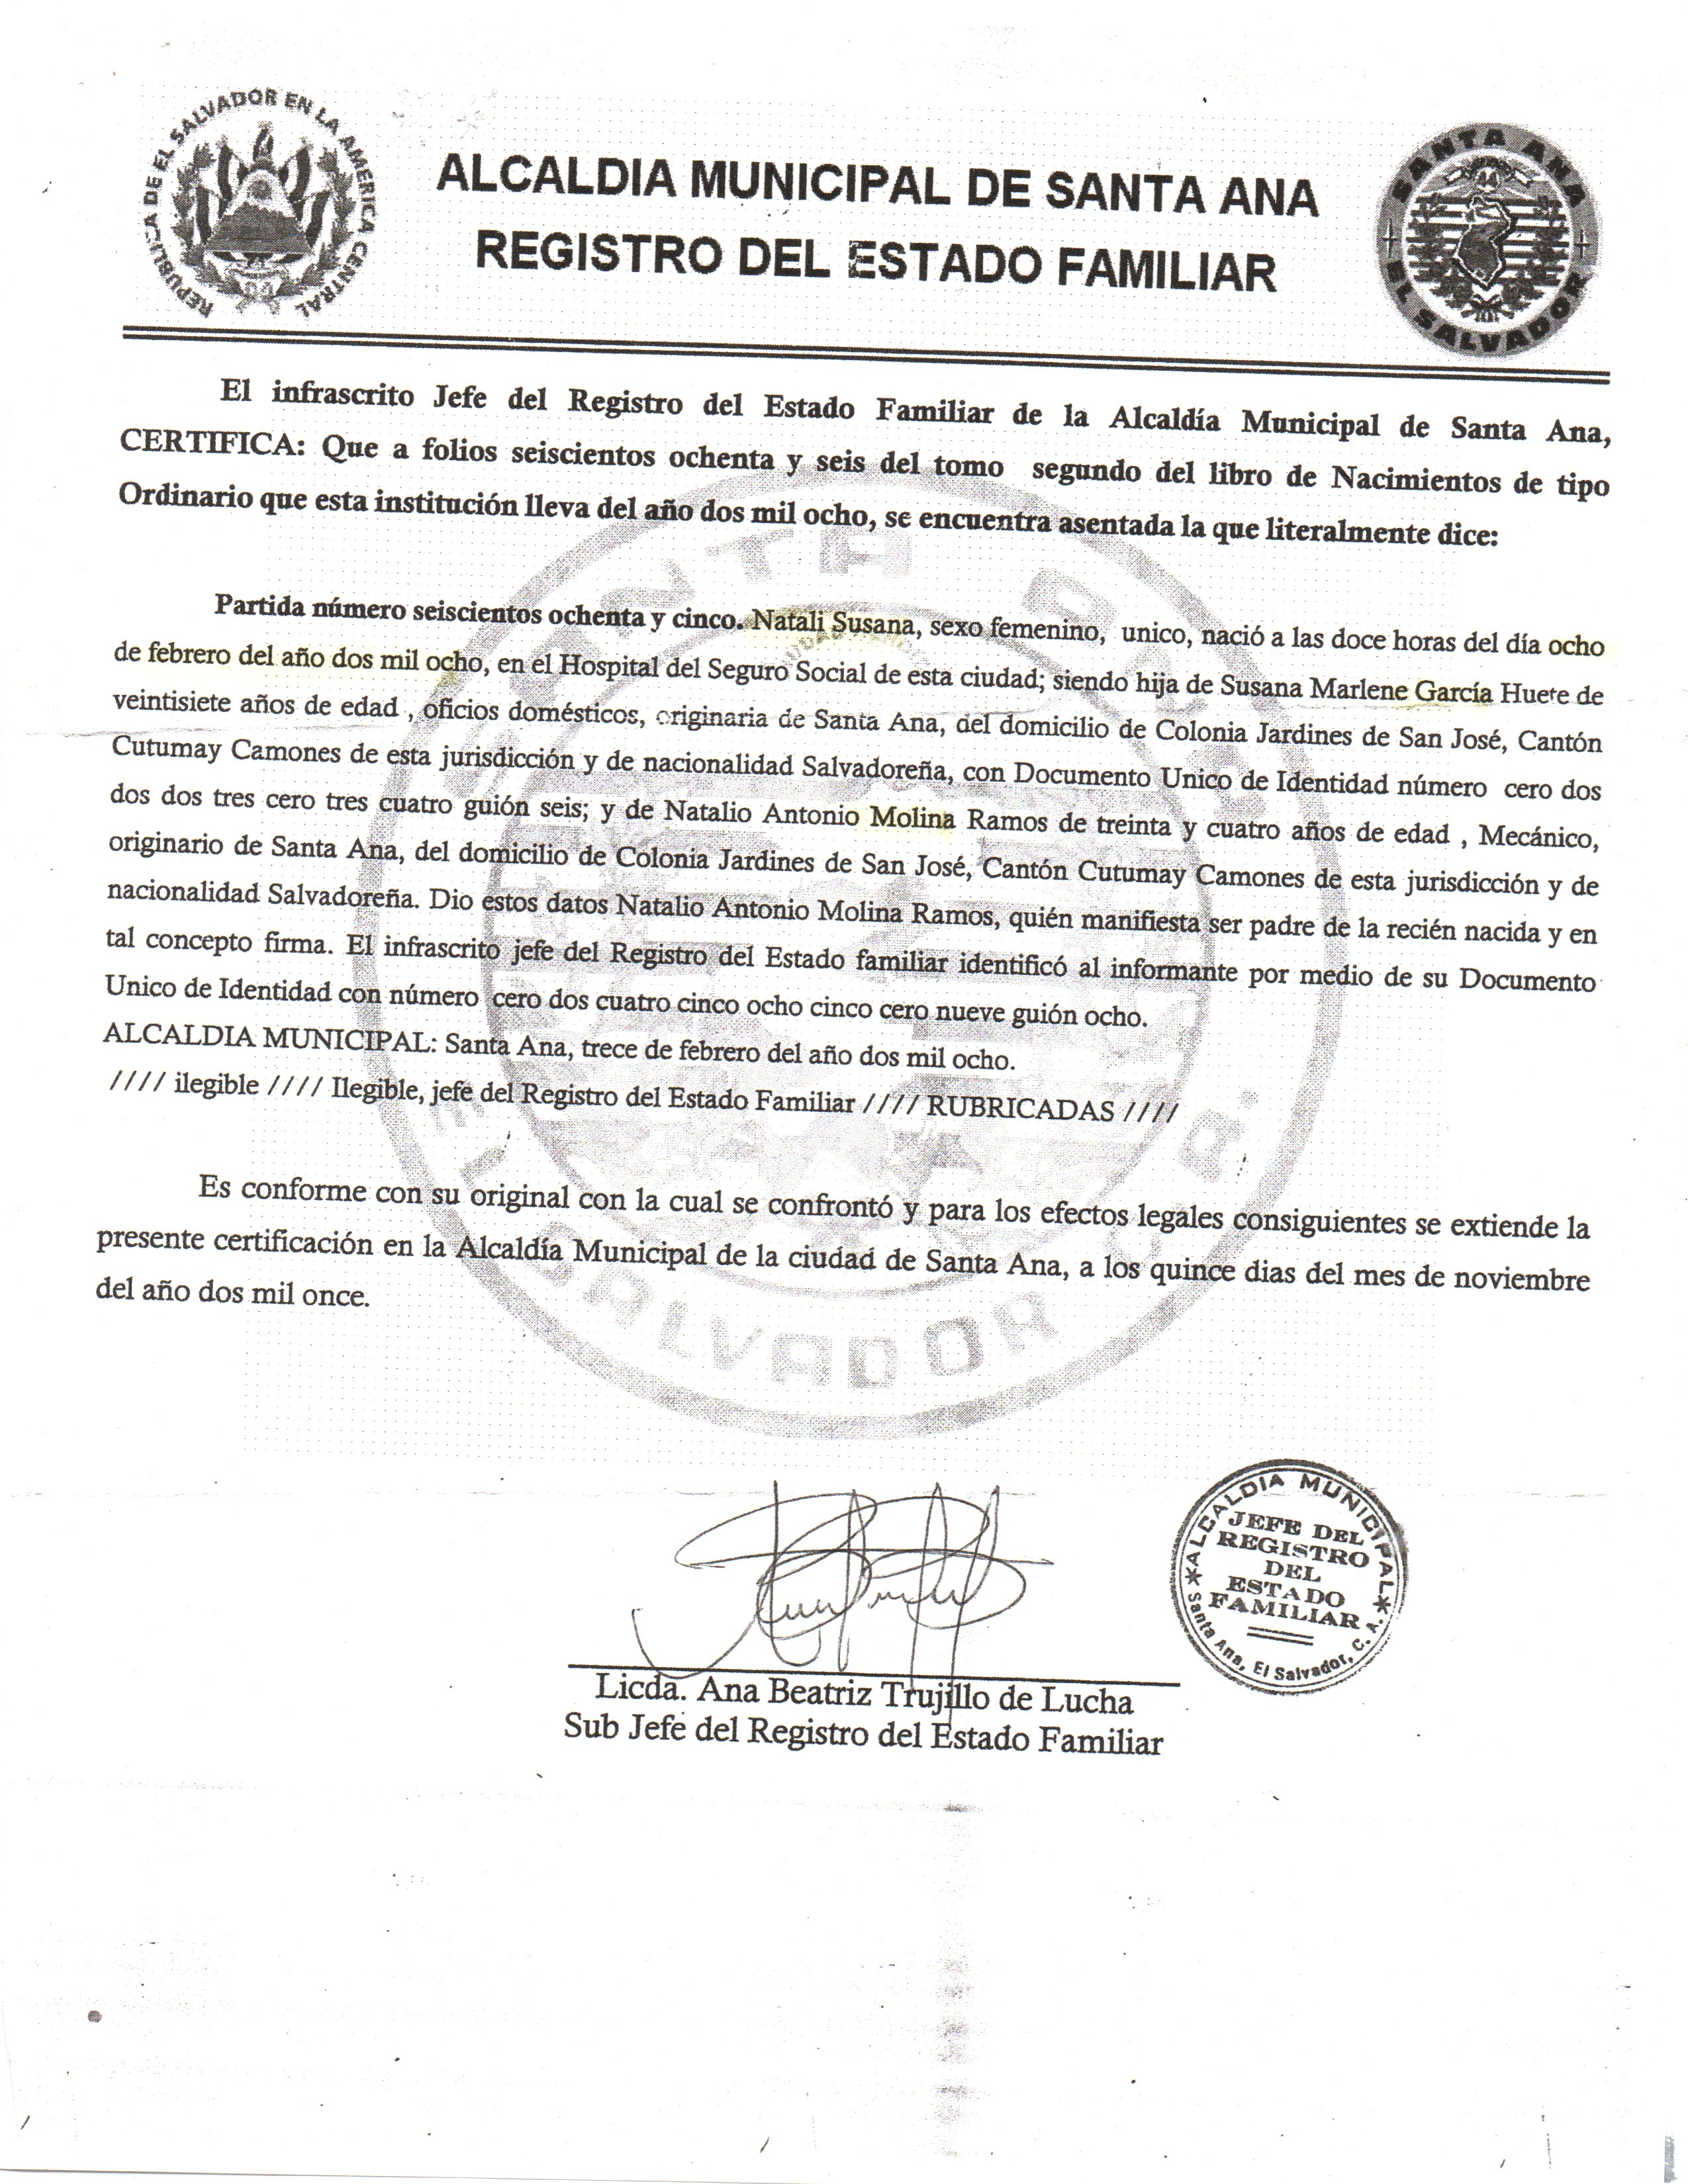 REPUBLICA DE EL SALVADOR EN LA AMERICA CENTRAL
ALCALDIA MUNICIPAL DE SANTA ANA
REGISTRO DEL ESTADO FAMILIAR
SANTA ANA
EL SALVADOR
El infrascrito Jefe del Registro del Estado Familiar de la Alcaldía Municipal de Santa Ana,
CERTIFICA: Que a folios seiscientos ochenta y seis del tomo segundo del libro de Nacimientos de tipo
Ordinario que esta institución lleva del año dos mil ocho, se encuentra asentada la que literalmente dice:
Partida número seiscientos ochenta y cinco. Natali Susana, sexo femenino, unico, nació a las doce horas del día ocho
de febrero del año dos mil ocho, en el Hospital del Seguro Social de esta ciudad; siendo hija de Susana Marlene García Huete de
veintisiete años de edad , oficios domésticos, originaria de Santa Ana, del domicilio de Colonia Jardines de San José, Cantón
Cutumay Camones de esta jurisdicción y de nacionalidad Salvadoreña, con Documento Unico de Identidad número cero dos
dos dos tres cero tres cuatro guión seis; y de Natalio Antonio Molina Ramos de treinta y cuatro años de edad , Mecánico,
originario de Santa Ana, del domicilio de Colonia Jardines de San José, Cantón Cutumay Camones de esta jurisdicción y de
nacionalidad Salvadoreña. Dio estos datos Natalio Antonio Molina Ramos, quién manifiesta ser padre de la recién nacida y en
tal concepto firma. El infrascrito jefe del Registro del Estado familiar identificó al informante por medio de su Documento
Unico de Identidad con número cero dos cuatro cinco ocho cinco cero nueve guión ocho.
ALCALDIA MUNICIPAL: Santa Ana, trece de febrero del año dos mil ocho.
//// ilegible //// Ilegible, jefe del Registro del Estado Familiar //// RUBRICADAS ////
Es conforme con su original con la cual se confrontó y para los efectos legales consiguientes se extiende la
presente certificación en la Alcaldía Municipal de la ciudad de Santa Ana, a los quince dias del mes de noviembre
del año dos mil once.
ALCALDIA MUNICIPAL
JEFE DEL
REGISTRO
DEL
ESTADO
FAMILIAR
Santa Ana, El Salvador, C. A.
Licda. Ana Beatriz Trujillo de Lucha
Sub Jefe del Registro del Estado Familiar